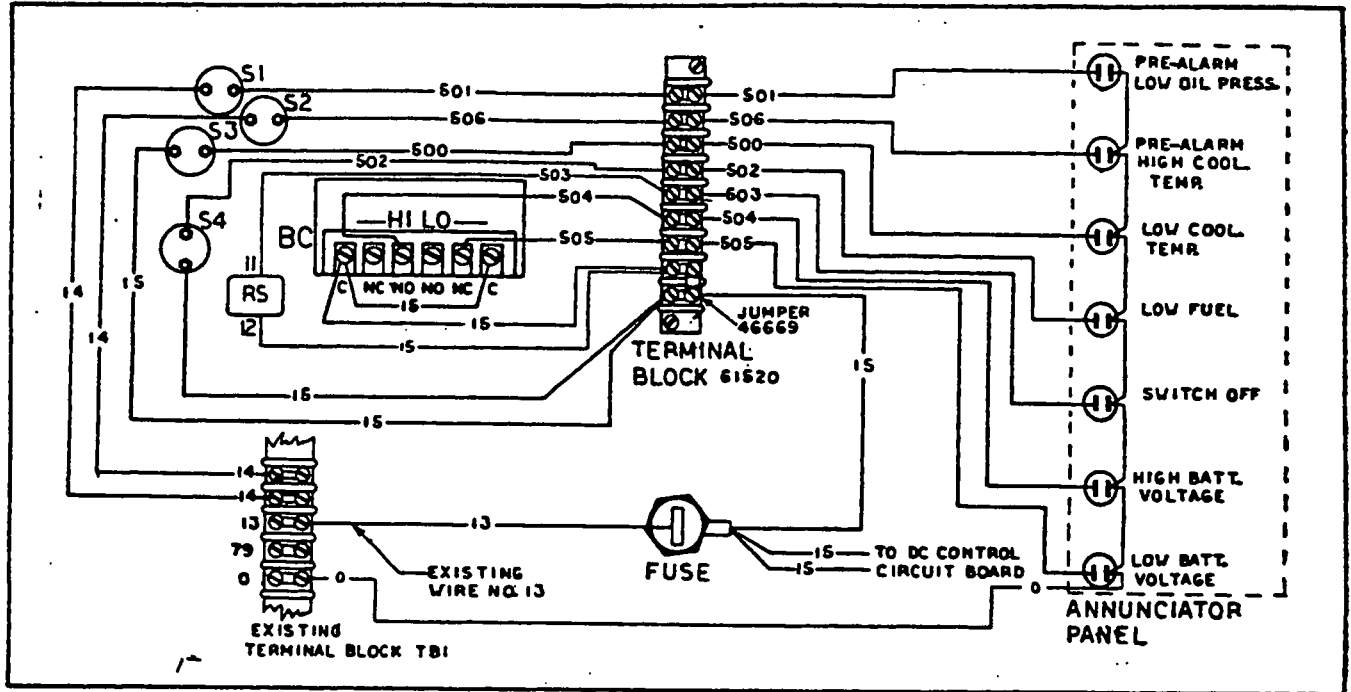 S1
S2
S3
S4
501
506
500
502
503
504
505
501
506
500
502
503
504
505
BC
HI LO
C NC NO NO NC C
15
15
15
15
15
11
RS
12
14
14
15
JUMPER
46669
TERMINAL
BLOCK 61520
15
14
14
13
79
0
13
EXISTING
WIRE NO. 13
0
EXISTING
TERMINAL BLOCK TB1
FUSE
15
15
TO DC CONTROL
CIRCUIT BOARD
0
PRE-ALARM
LOW OIL PRESS.
PRE-ALARM
HIGH COOL.
TEMP.
LOW COOL.
TEMP.
LOW FUEL
SWITCH OFF
HIGH BATT.
VOLTAGE
LOW BATT.
VOLTAGE
ANNUNCIATOR
PANEL